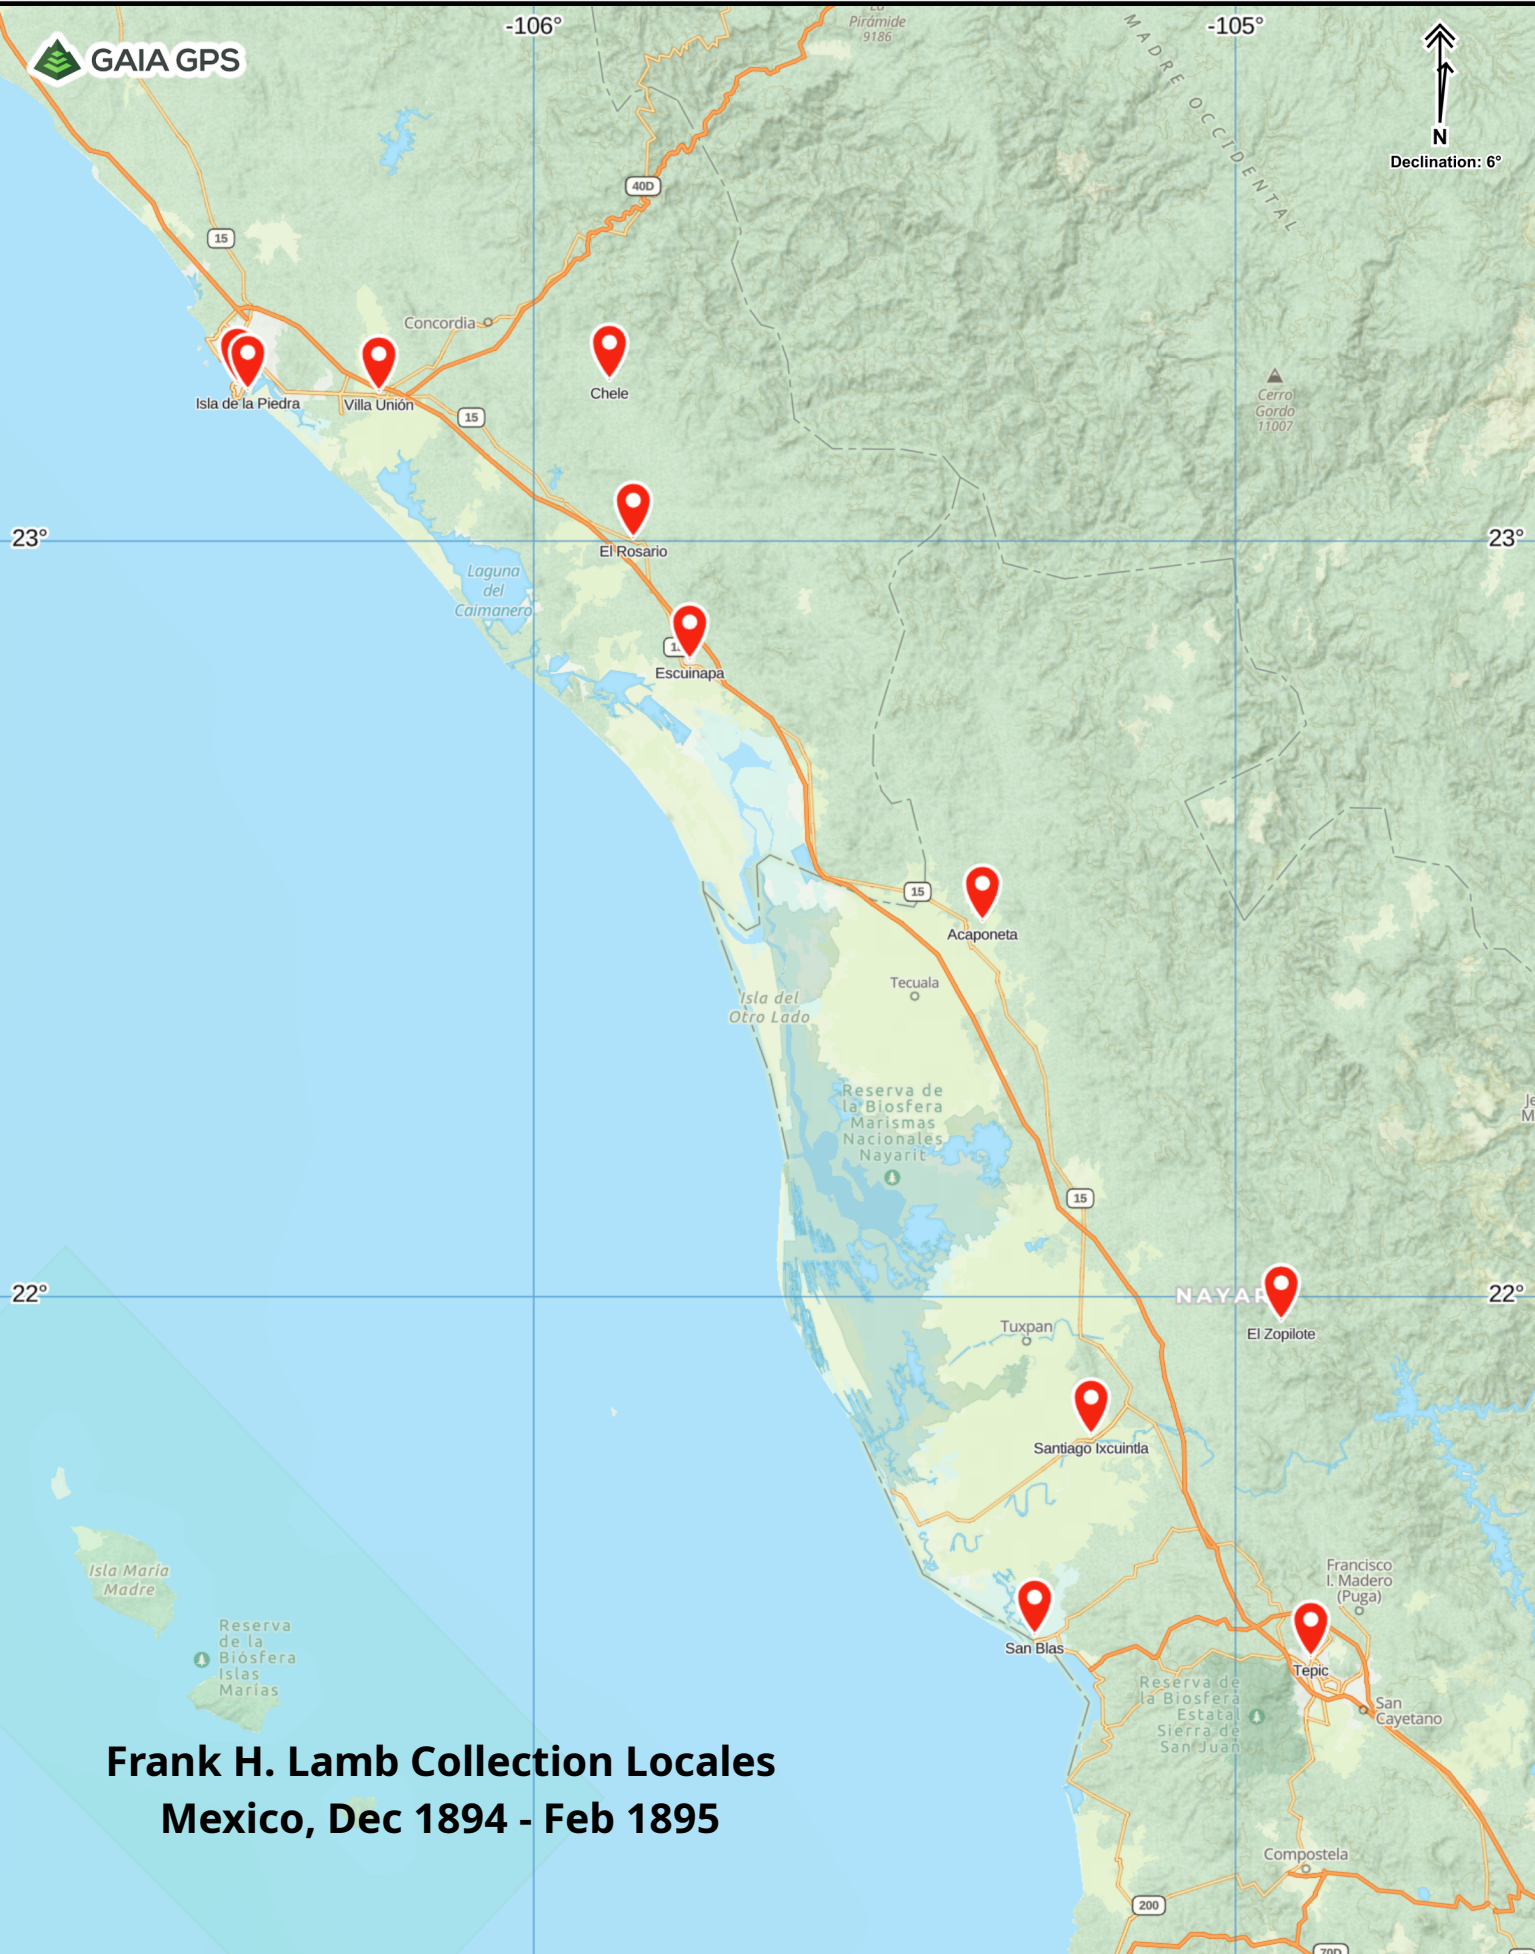 -106°
-105°
La
Pirámide
9186
GAIA GPS
MADRE OCCIDENTAL
N
Declination: 6°
40D
15
Concordia
Isla de la Piedra
Villa Unión
15
Chele
Cerro
Gordo
11007
23°
23°
El Rosario
Laguna
del
Caimanero
Escuinapa
15
Acaponeta
Tecuala
Isla del
Otro Lado
Reserva de
la Biosfera
Marismas
Nacionales
Nayarit
15
22°
22°
El Zopilote
Tuxpan
Santiago Ixcuintla
Isla María
Madre
Francisco
I. Madero
(Puga)
Reserva
de la
Biósfera
Islas
Marías
San Blas
Tepic
Reserva de
la Biosfera
Estatal
Sierra de
San Juan
San
Cayetano
Frank H. Lamb Collection Locales
Mexico, Dec 1894 - Feb 1895
Compostela
200
70D